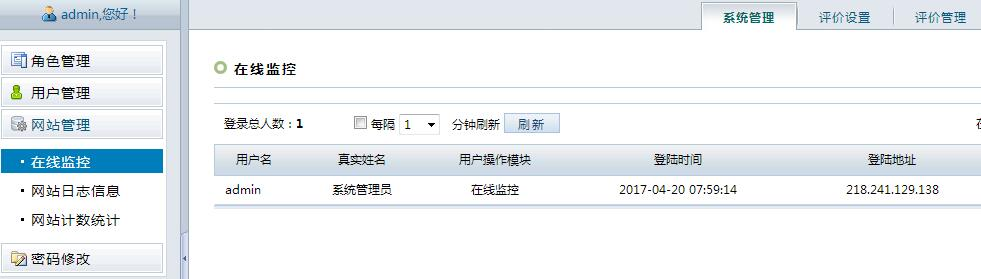 admin,您好！
系统管理 评价设置 评价管理
角色管理
用户管理
网站管理
在线监控
网站日志信息
网站计数统计
密码修改
在线监控
登录总人数：1 每隔 1 分钟刷新 刷新
用户名 真实姓名 用户操作模块 登陆时间 登陆地址
admin 系统管理员 在线监控 2017-04-20 07:59:14 218.241.129.138